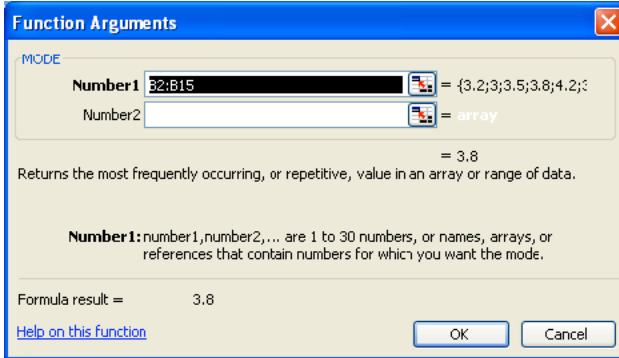 Function Arguments
MODE
Number1 B2:B15 = {3.2;3;3.5;3.8;4.2;3
Number2 = array
= 3.8
Returns the most frequently occurring, or repetitive, value in an array or range of data.
Number1: number1,number2,... are 1 to 30 numbers, or names, arrays, or
references that contain numbers for which you want the mode.
Formula result = 3.8
Help on this function
OK Cancel